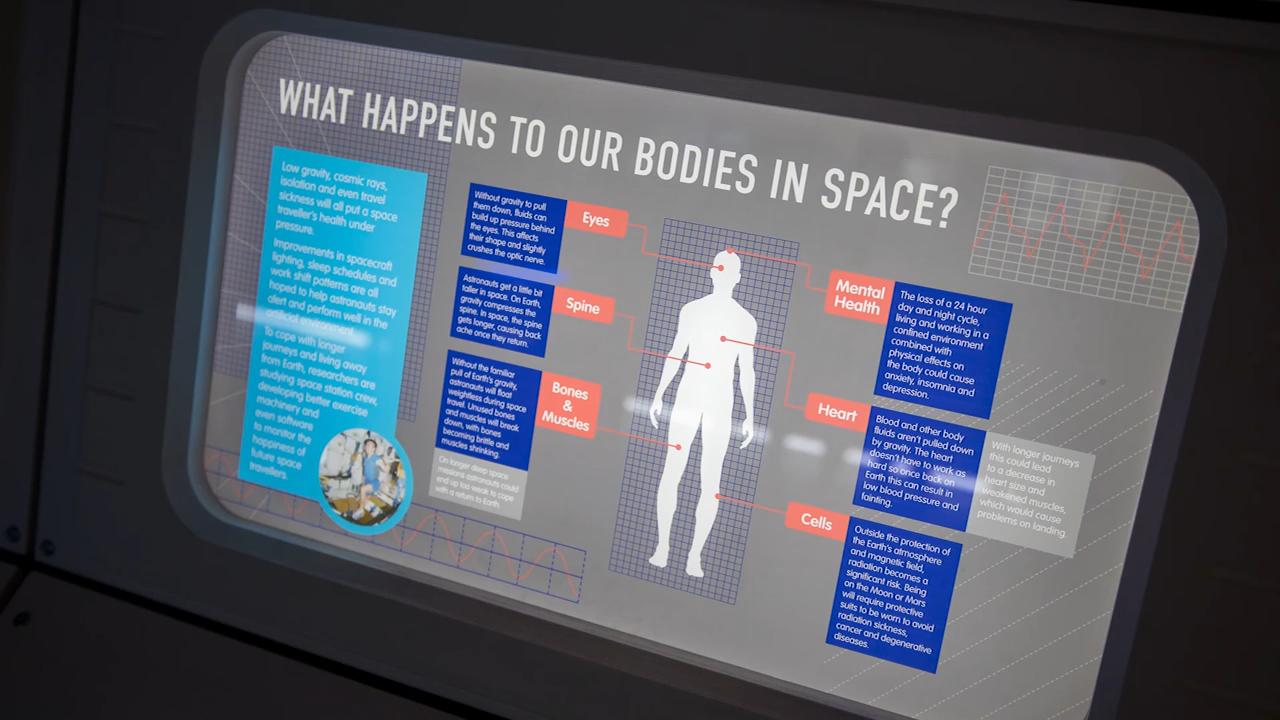 WHAT HAPPENS TO OUR BODIES IN SPACE?
Low gravity, cosmic rays,
isolation and even travel
sickness will all put a space
traveller's health under
pressure.
Improvements in spacecraft
lighting, sleep schedules and
work shift patterns are all
hoped to help astronauts stay
alert and perform well in the
artificial environment.
To cope with longer
journeys and living away
from Earth, researchers are
studying space station crew,
developing better exercise
machinery and
even software
to monitor the
happiness of
future space
travellers.
Without gravity to pull
them down, fluids can
build up pressure behind
the eyes. This affects
their shape and slightly
crushes the optic nerve.
Eyes
Astronauts get a little bit
taller in space. On Earth,
gravity compresses the
spine. In space, the spine
gets longer, causing back
ache once they return.
Spine
Without the familiar
pull of Earth's gravity,
astronauts will float
weightless during space
travel. Unused bones
and muscles will break
down, with bones
becoming brittle and
muscles shrinking.
Bones
&
Muscles
On longer deep space
missions astronauts could
end up too weak to cope
with a return to Earth.
Mental
Health
The loss of a 24 hour
day and night cycle,
living and working in a
confined environment
combined with
physical effects on
the body could cause
anxiety, insomnia and
depression.
Heart
Blood and other body
fluids aren't pulled down
by gravity. The heart
doesn't have to work as
hard so once back on
Earth this can result in
low blood pressure and
fainting.
With longer journeys
this could lead
to a decrease in
heart size and
weakened muscles,
which would cause
problems on landing.
Cells
Outside the protection of
the Earth's atmosphere
and magnetic field,
radiation becomes a
significant risk. Being
on the Moon or Mars
will require protective
suits to be worn to avoid
radiation sickness,
cancer and degenerative
diseases.